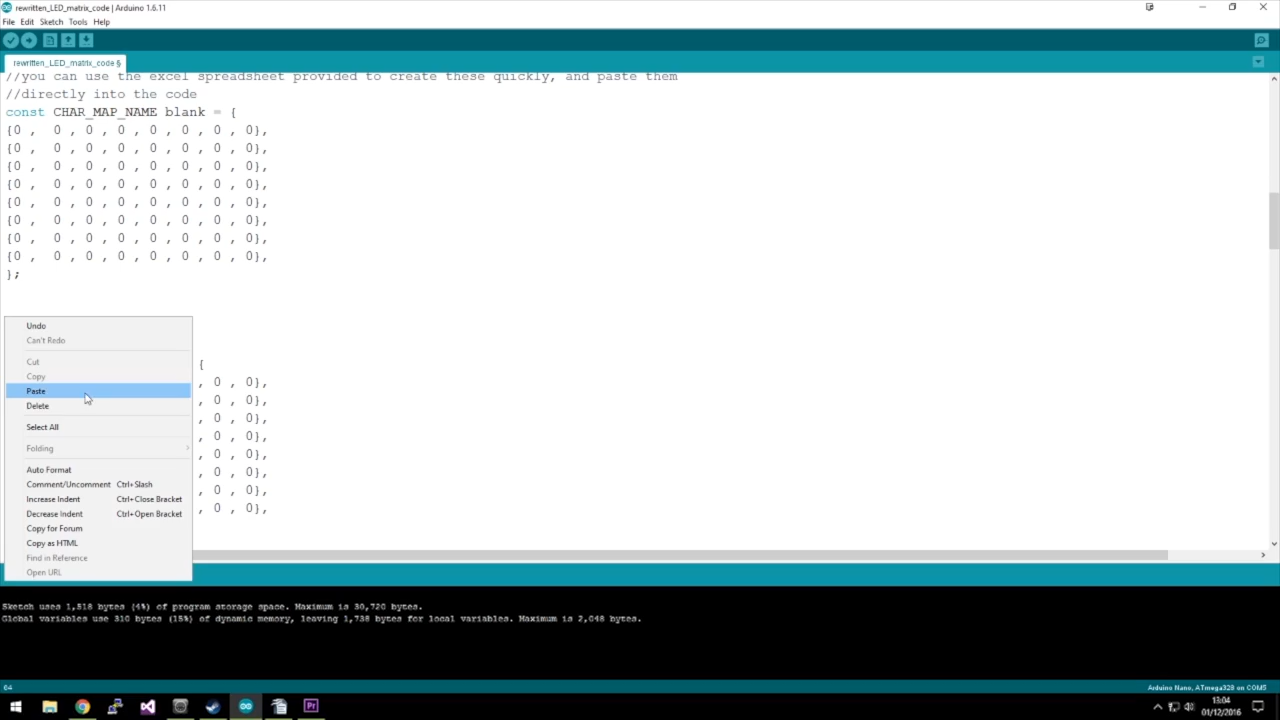 rewritten_LED_matrix_code | Arduino 1.6.11
File Edit Sketch Tools Help
rewritten_LED_matrix_code §
//you can use the excel spreadsheet provided to create these quickly, and paste them
//directly into the code
const CHAR_MAP_NAME blank = {
{0 , 0 , 0 , 0 , 0 , 0 , 0 , 0},
{0 , 0 , 0 , 0 , 0 , 0 , 0 , 0},
{0 , 0 , 0 , 0 , 0 , 0 , 0 , 0},
{0 , 0 , 0 , 0 , 0 , 0 , 0 , 0},
{0 , 0 , 0 , 0 , 0 , 0 , 0 , 0},
{0 , 0 , 0 , 0 , 0 , 0 , 0 , 0},
{0 , 0 , 0 , 0 , 0 , 0 , 0 , 0},
{0 , 0 , 0 , 0 , 0 , 0 , 0 , 0},
};
{
, 0 , 0},
, 0 , 0},
, 0 , 0},
, 0 , 0},
, 0 , 0},
, 0 , 0},
, 0 , 0},
, 0 , 0},
Undo
Can't Redo
Cut
Copy
Paste
Delete
Select All
Folding
Auto Format
Comment/Uncomment Ctrl+Slash
Increase Indent Ctrl+Close Bracket
Decrease Indent Ctrl+Open Bracket
Copy for Forum
Copy as HTML
Find in Reference
Open URL
Sketch uses 1,518 bytes (4%) of program storage space. Maximum is 30,720 bytes.
Global variables use 310 bytes (15%) of dynamic memory, leaving 1,738 bytes for local variables. Maximum is 2,048 bytes.
64
Arduino Nano, ATmega328 on COM5
Pr
13:04
01/12/2016